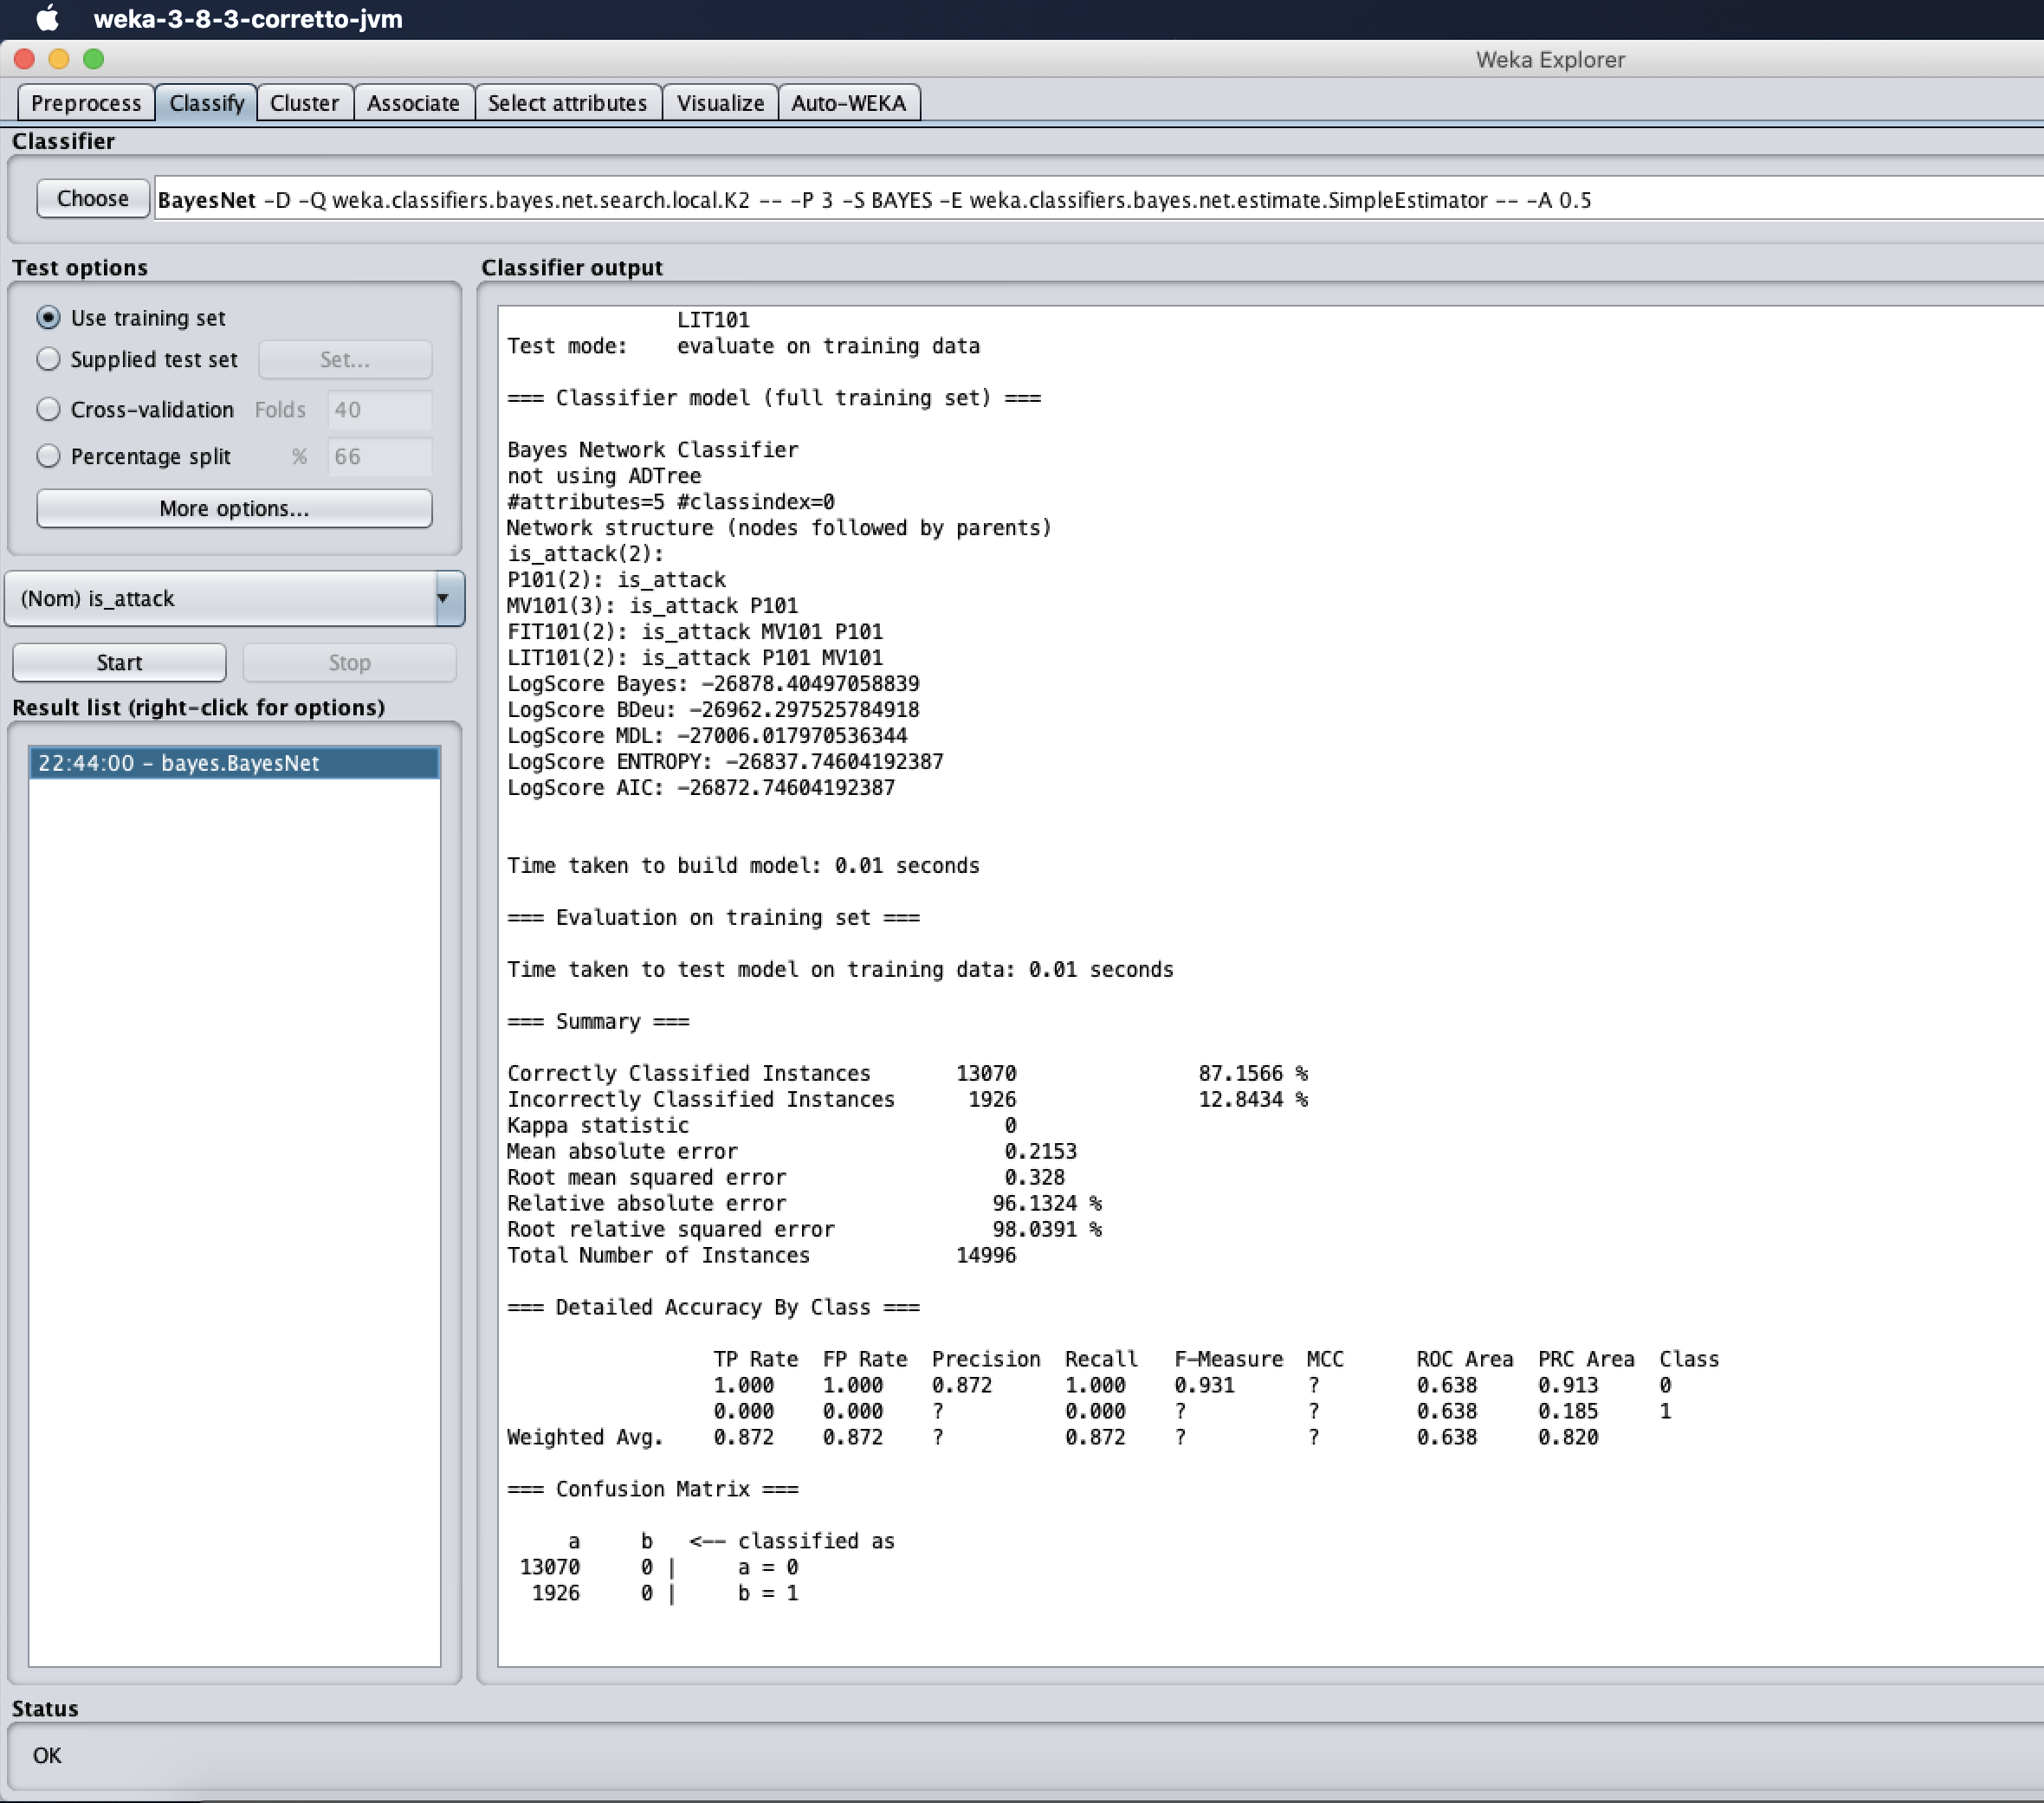 weka-3-8-3-corretto-jvm
Weka Explorer
Preprocess Classify Cluster Associate Select attributes Visualize Auto-WEKA
Classifier
Choose BayesNet -D -Q weka.classifiers.bayes.net.search.local.K2 -- -P 3 -S BAYES -E weka.classifiers.bayes.net.estimate.SimpleEstimator -- -A 0.5
Test options
Use training set
Supplied test set Set...
Cross-validation Folds 40
Percentage split % 66
More options...
(Nom) is_attack
Start Stop
Result list (right-click for options)
22:44:00 - bayes.BayesNet
Classifier output
LIT101
Test mode: evaluate on training data
=== Classifier model (full training set) ===
Bayes Network Classifier
not using ADTree
#attributes=5 #classindex=0
Network structure (nodes followed by parents)
is_attack(2):
P101(2): is_attack
MV101(3): is_attack P101
FIT101(2): is_attack MV101 P101
LIT101(2): is_attack P101 MV101
LogScore Bayes: -26878.40497058839
LogScore BDeu: -26962.297525784918
LogScore MDL: -27006.017970536344
LogScore ENTROPY: -26837.74604192387
LogScore AIC: -26872.74604192387
Time taken to build model: 0.01 seconds
=== Evaluation on training set ===
Time taken to test model on training data: 0.01 seconds
=== Summary ===
Correctly Classified Instances 13070 87.1566 %
Incorrectly Classified Instances 1926 12.8434 %
Kappa statistic 0
Mean absolute error 0.2153
Root mean squared error 0.328
Relative absolute error 96.1324 %
Root relative squared error 98.0391 %
Total Number of Instances 14996
=== Detailed Accuracy By Class ===
TP Rate FP Rate Precision Recall F-Measure MCC ROC Area PRC Area Class
1.000 1.000 0.872 1.000 0.931 ? 0.638 0.913 0
0.000 0.000 ? 0.000 ? ? 0.638 0.185 1
Weighted Avg. 0.872 0.872 ? 0.872 ? ? 0.638 0.820
=== Confusion Matrix ===
a b <-- classified as
13070 0 | a = 0
1926 0 | b = 1
Status
OK